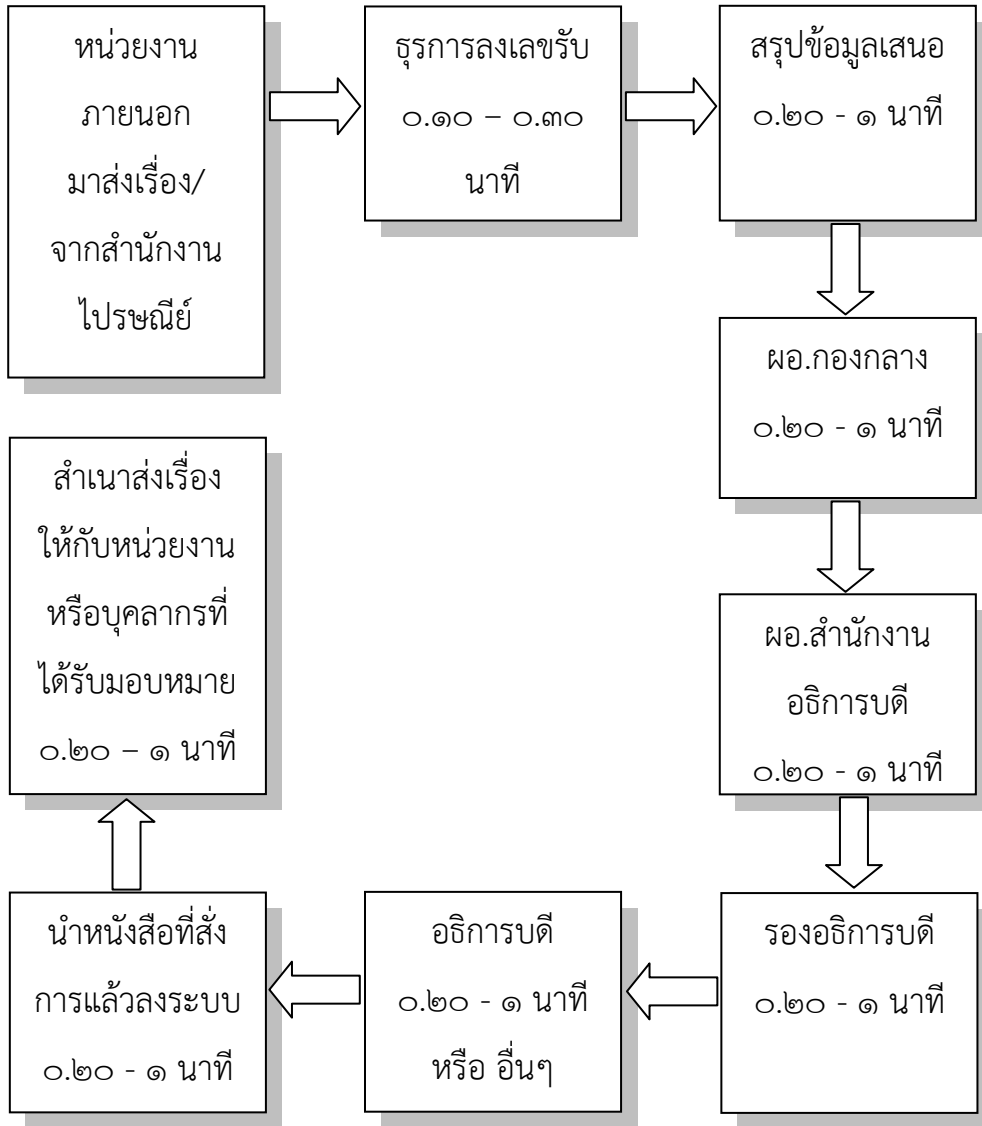 หน่วยงาน
ภายนอก
มาส่งเรื่อง/
จากสำนักงาน
ไปรษณีย์
ธุรการลงเลขรับ
๐.๑๐ – ๐.๓๐
นาที
สรุปข้อมูลเสนอ
๐.๒๐ - ๑ นาที
ผอ.กองกลาง
๐.๒๐ - ๑ นาที
ผอ.สำนักงาน
อธิการบดี
๐.๒๐ - ๑ นาที
รองอธิการบดี
๐.๒๐ - ๑ นาที
อธิการบดี
๐.๒๐ - ๑ นาที
หรือ อื่นๆ
นำหนังสือที่สั่ง
การแล้วลงระบบ
๐.๒๐ - ๑ นาที
สำเนาส่งเรื่อง
ให้กับหน่วยงาน
หรือบุคลากรที่
ได้รับมอบหมาย
๐.๒๐ – ๑ นาที